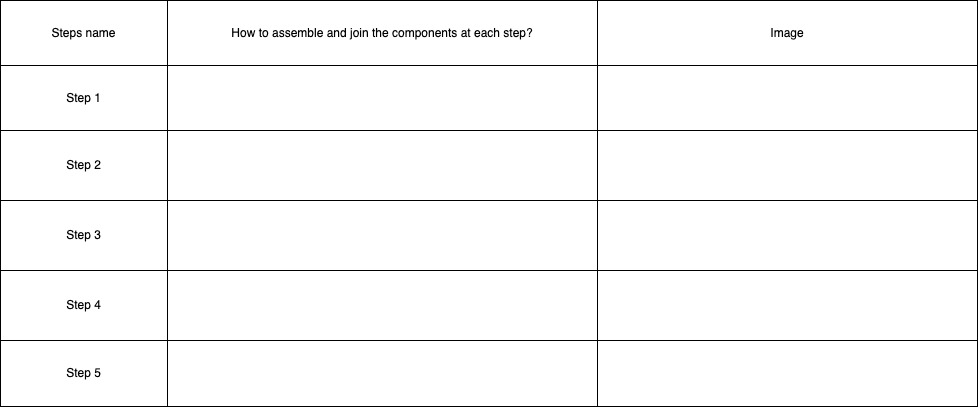 Steps name
How to assemble and join the components at each step?
Image
Step 1
Step 2
Step 3
Step 4
Step 5